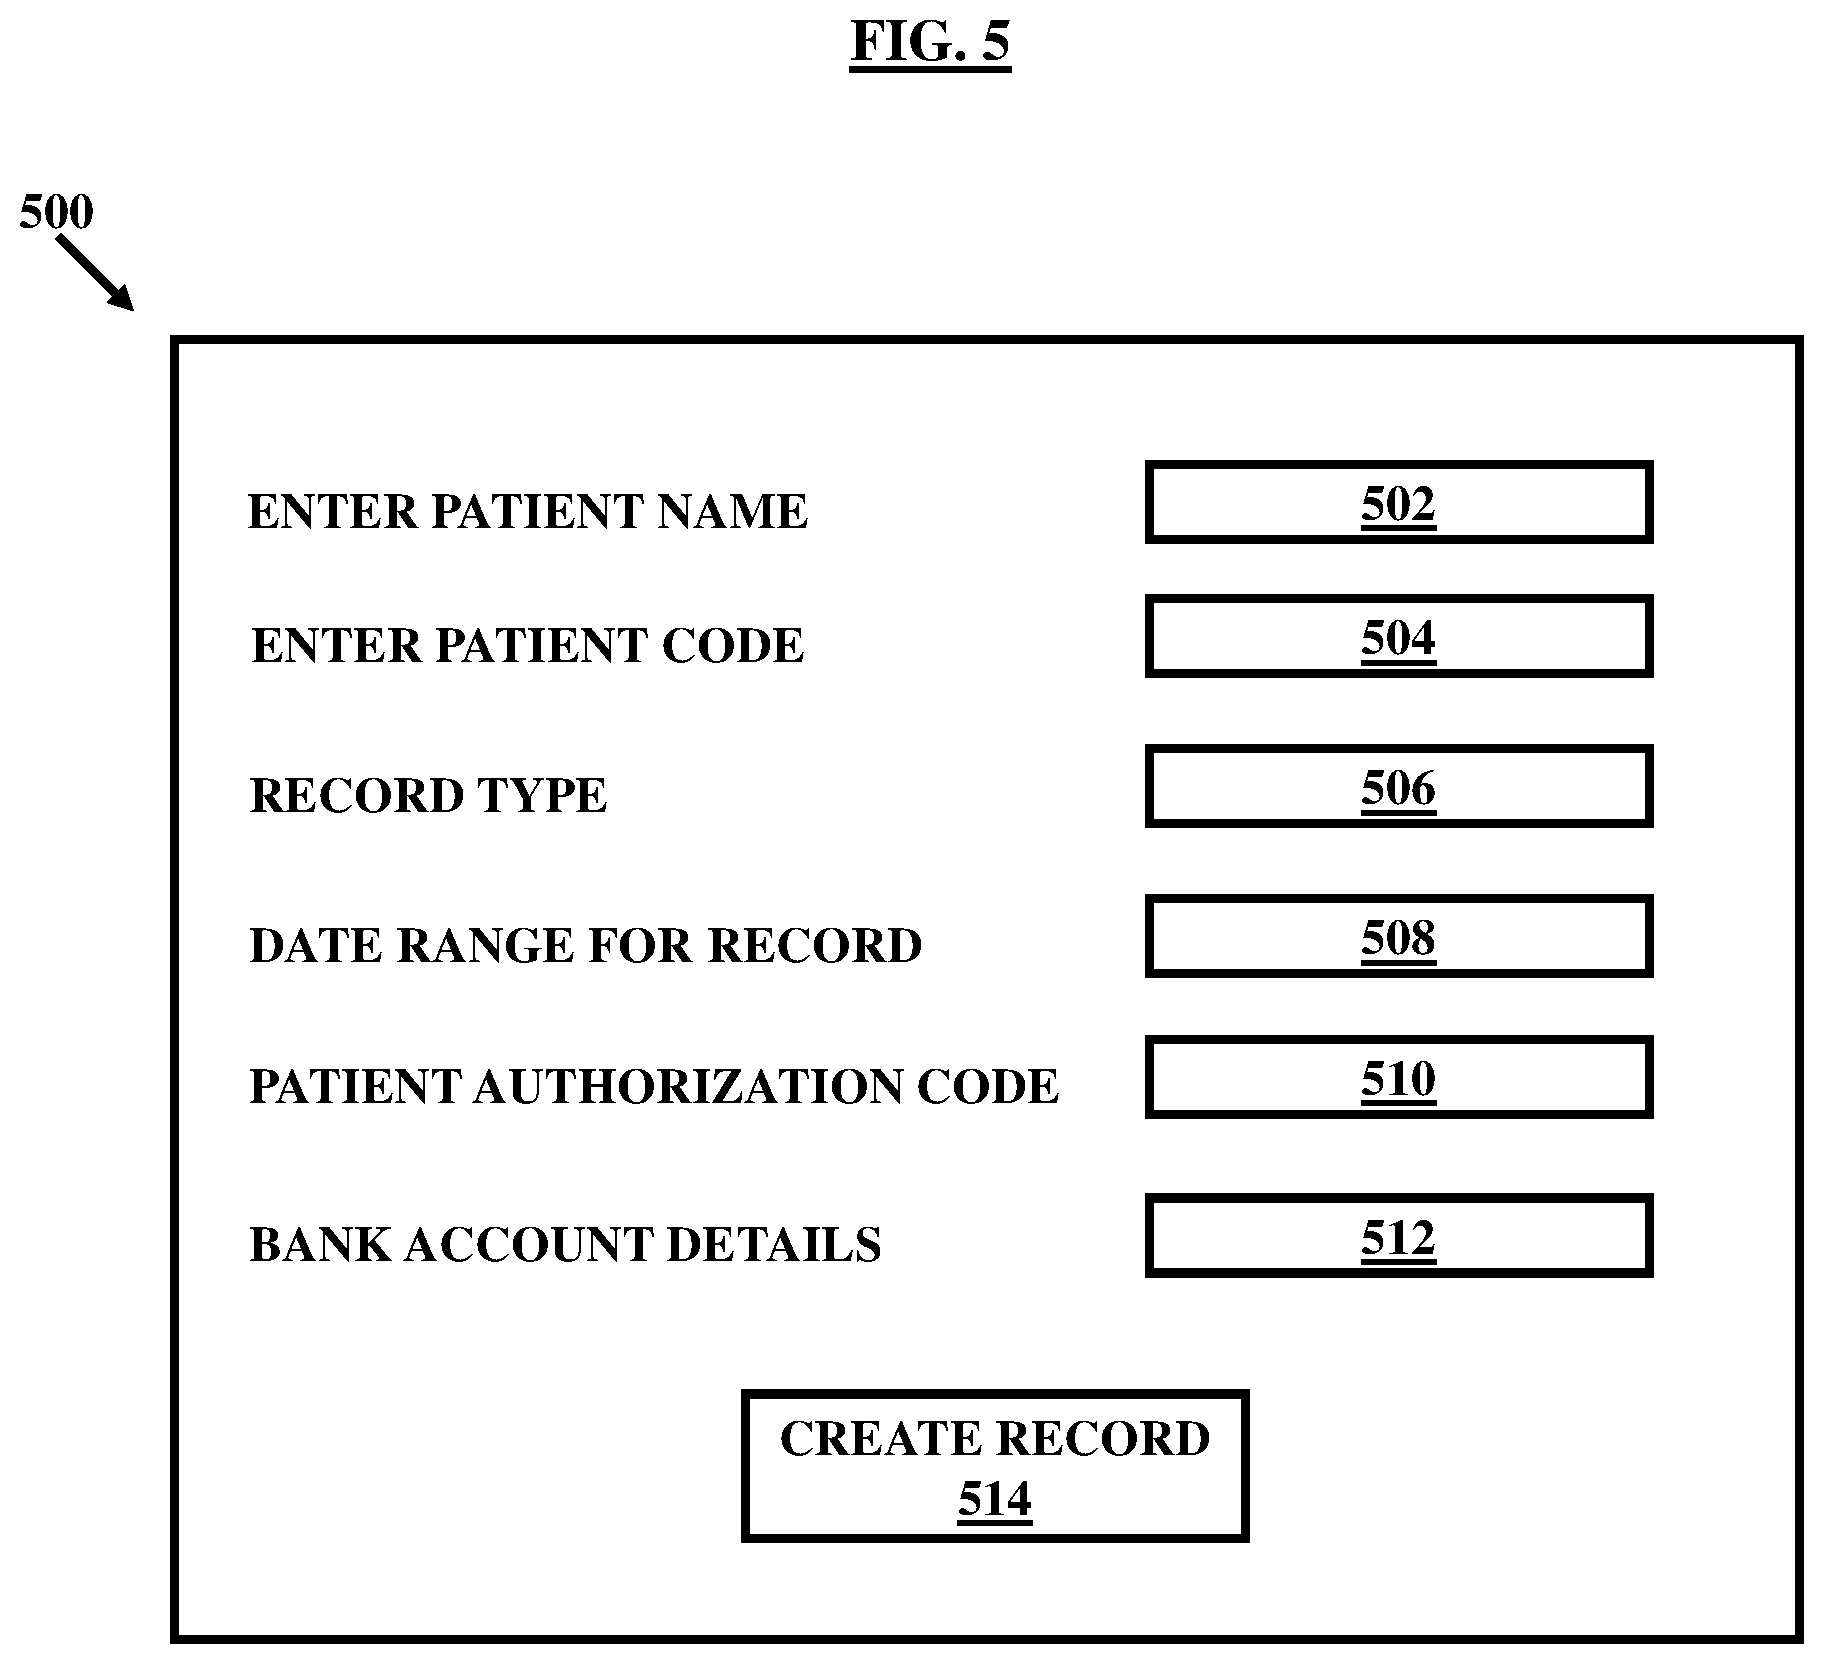 FIG. 5
500
ENTER PATIENT NAME 502
ENTER PATIENT CODE 504
RECORD TYPE 506
DATE RANGE FOR RECORD 508
PATIENT AUTHORIZATION CODE 510
BANK ACCOUNT DETAILS 512
CREATE RECORD
514